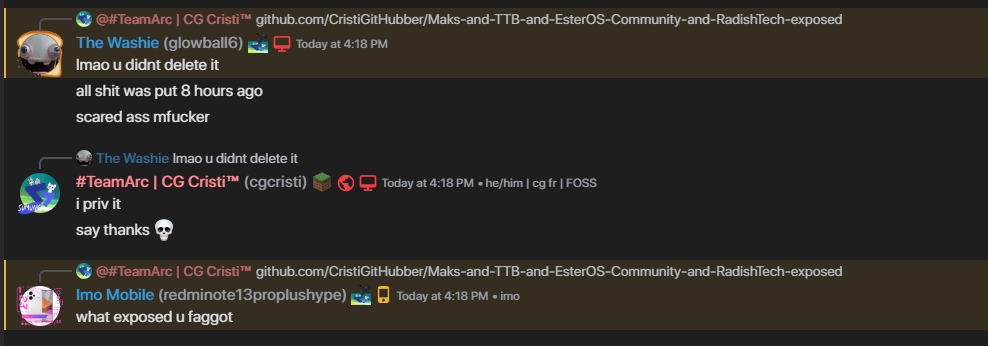 @#TeamArc | CG Cristi™ github.com/CristiGitHubber/Maks-and-TTB-and-EsterOS-Community-and-RadishTech-exposed
The Washie (glowball6) Today at 4:18 PM
lmao u didnt delete it
all shit was put 8 hours ago
scared ass mfucker
The Washie lmao u didnt delete it
#TeamArc | CG Cristi™ (cgcristi) Today at 4:18 PM • he/him | cg fr | FOSS
i priv it
say thanks 💀
@#TeamArc | CG Cristi™ github.com/CristiGitHubber/Maks-and-TTB-and-EsterOS-Community-and-RadishTech-exposed
Imo Mobile (redminote13proplushype) Today at 4:18 PM • imo
what exposed u faggot